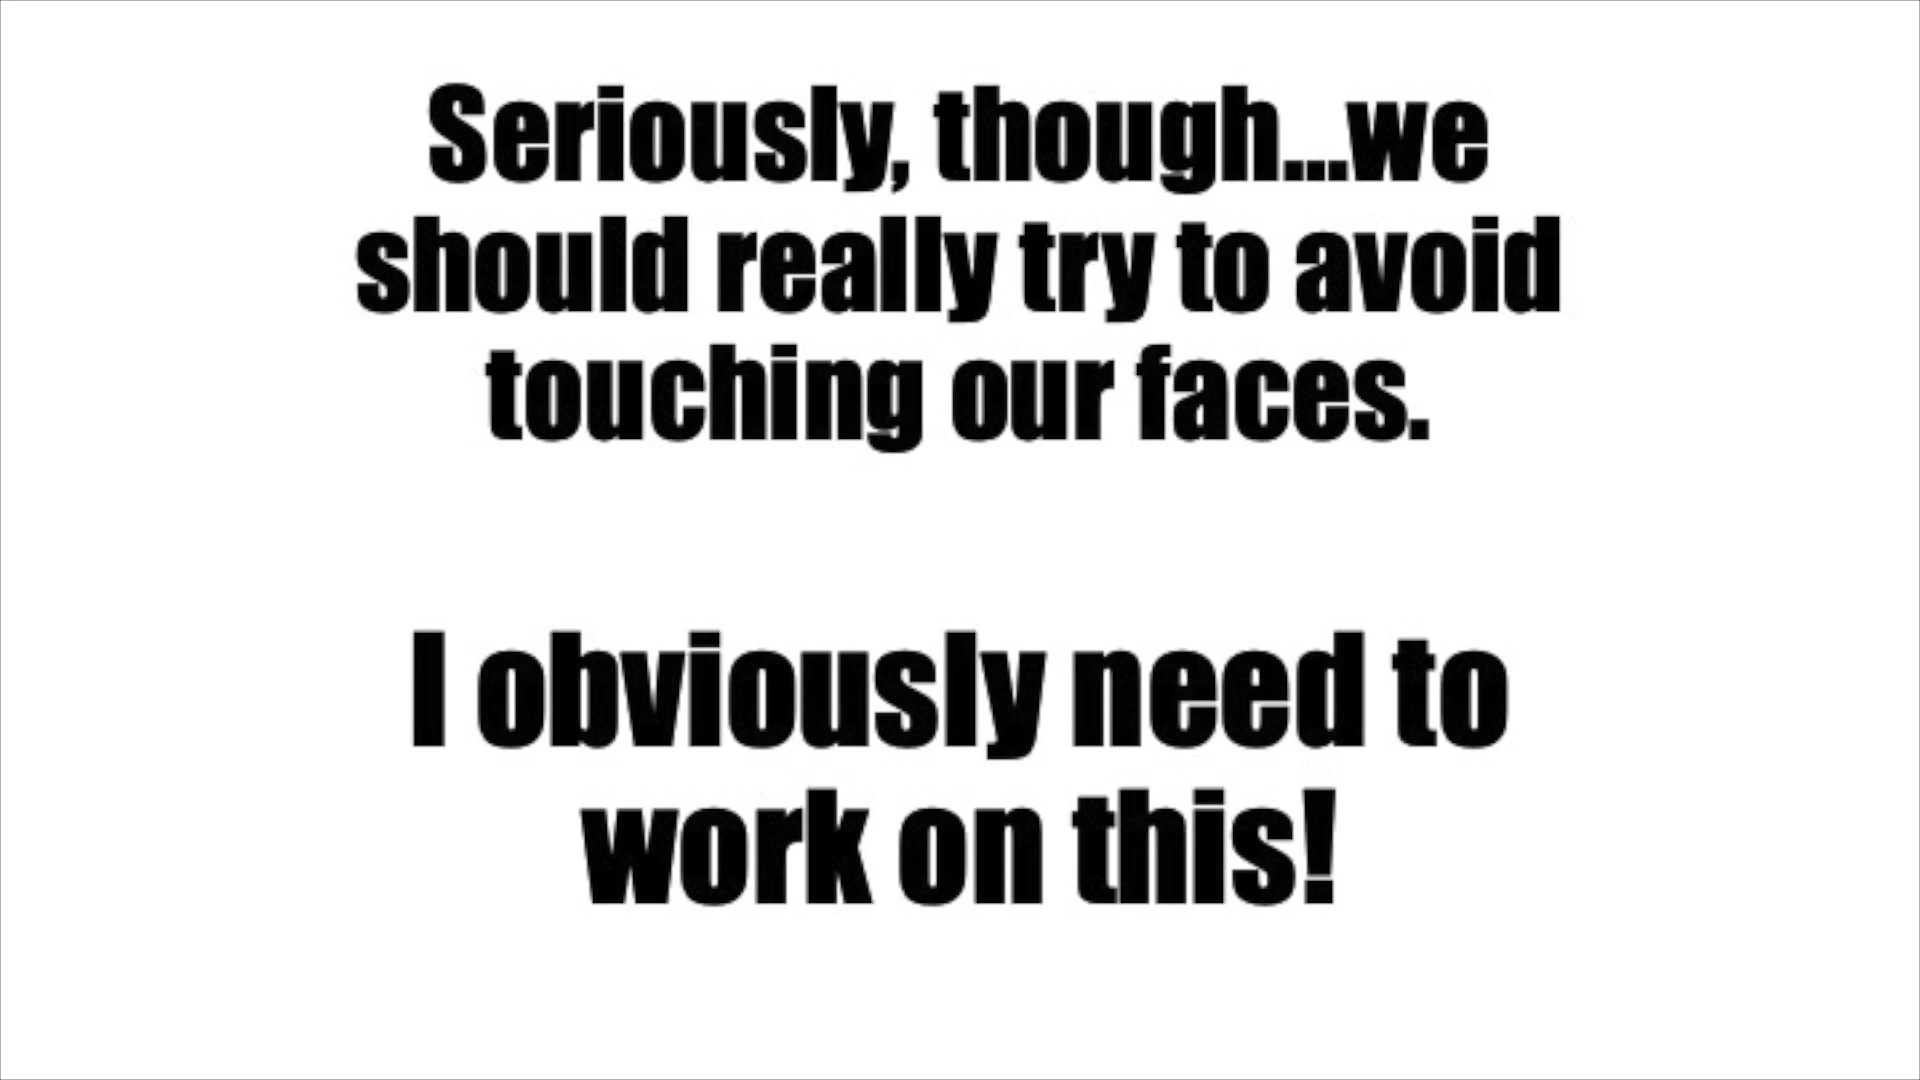 Seriously, though...we
should really try to avoid
touching our faces.
I obviously need to
work on this!